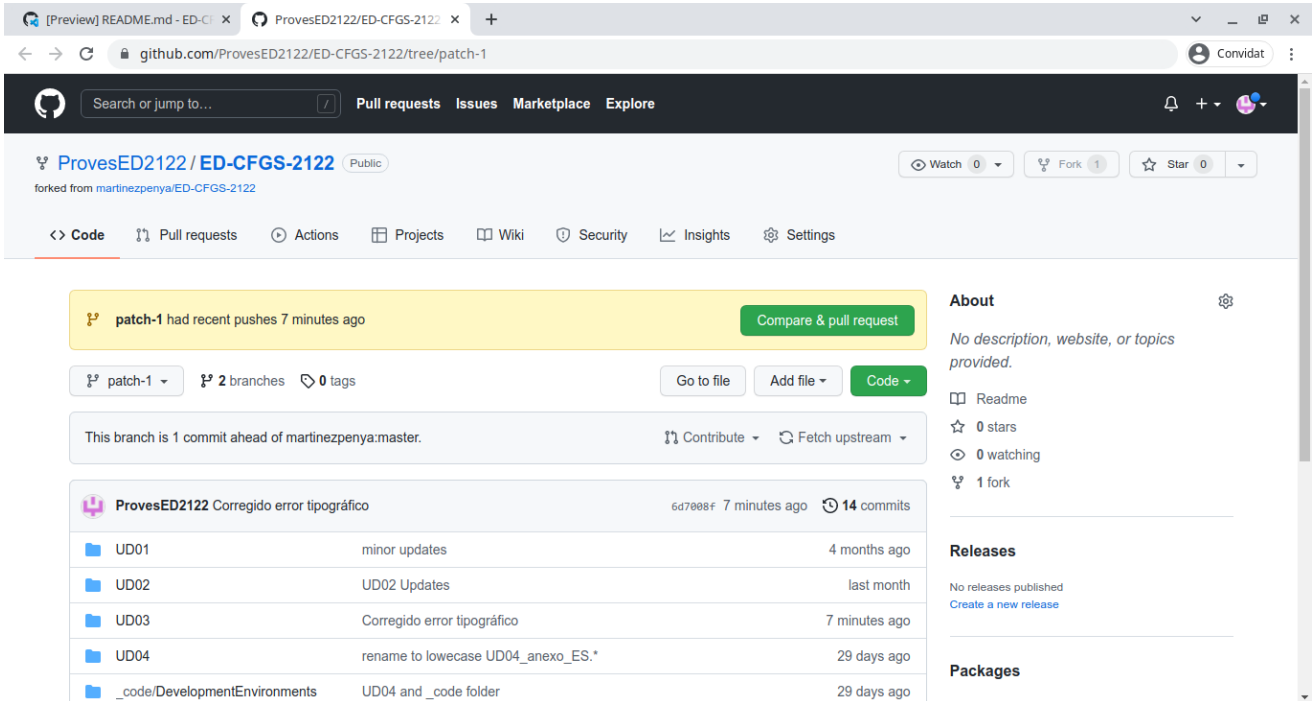 [Preview] README.md - ED-CF
ProvesED2122/ED-CFGS-2122
github.com/ProvesED2122/ED-CFGS-2122/tree/patch-1
Convidat
Search or jump to... /
Pull requests Issues Marketplace Explore
ProvesED2122 / ED-CFGS-2122 Public
Watch 0 Fork 1 Star 0
forked from martinezpenya/ED-CFGS-2122
Code Pull requests Actions Projects Wiki Security Insights Settings
patch-1 had recent pushes 7 minutes ago
Compare & pull request
patch-1 2 branches 0 tags
Go to file Add file Code
This branch is 1 commit ahead of martinezpenya:master.
Contribute Fetch upstream
ProvesED2122 Corregido error tipográfico 6d7008f 7 minutes ago 14 commits
UD01 minor updates 4 months ago
UD02 UD02 Updates last month
UD03 Corregido error tipográfico 7 minutes ago
UD04 rename to lowecase UD04_anexo_ES.* 29 days ago
_code/DevelopmentEnvironments UD04 and _code folder 29 days ago
About
No description, website, or topics
provided.
Readme
0 stars
0 watching
1 fork
Releases
No releases published
Create a new release
Packages